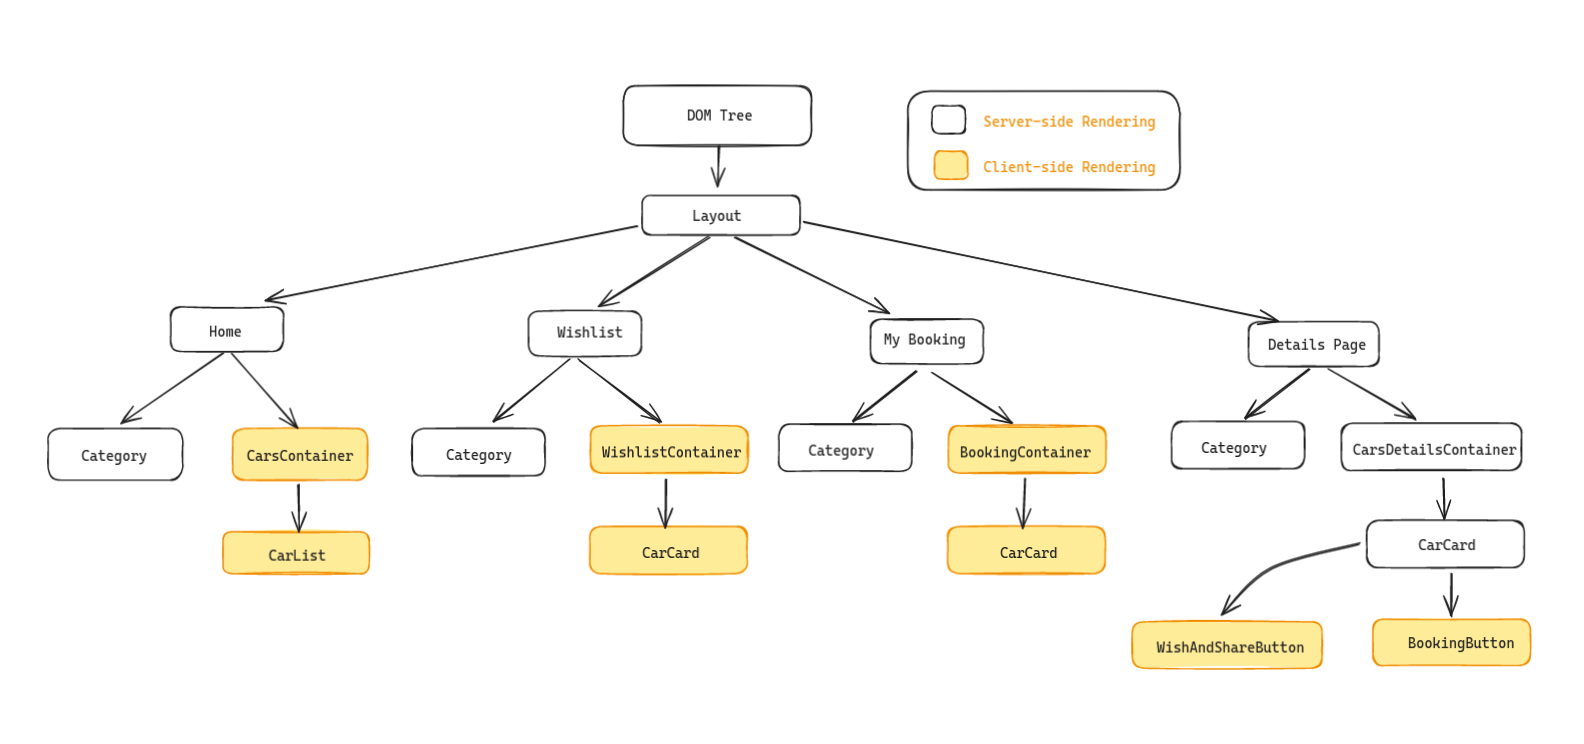 DOM Tree
Server-side Rendering
Client-side Rendering
Layout
Home
Wishlist
My Booking
Details Page
Category
CarsContainer
Category
WishlistContainer
Category
BookingContainer
Category
CarsDetailsContainer
CarList
CarCard
CarCard
CarCard
WishAndShareButton
BookingButton